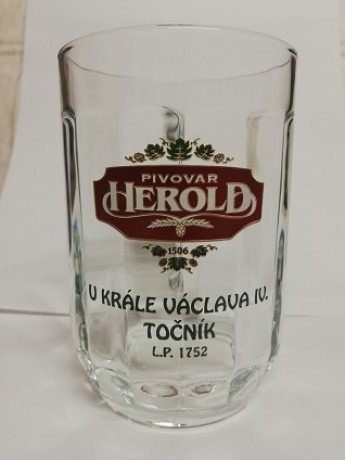 PIVOVAR
HEROLD
1506
U KRÁLE VÁCLAVA IV.
TOČNÍK
L.P. 1752